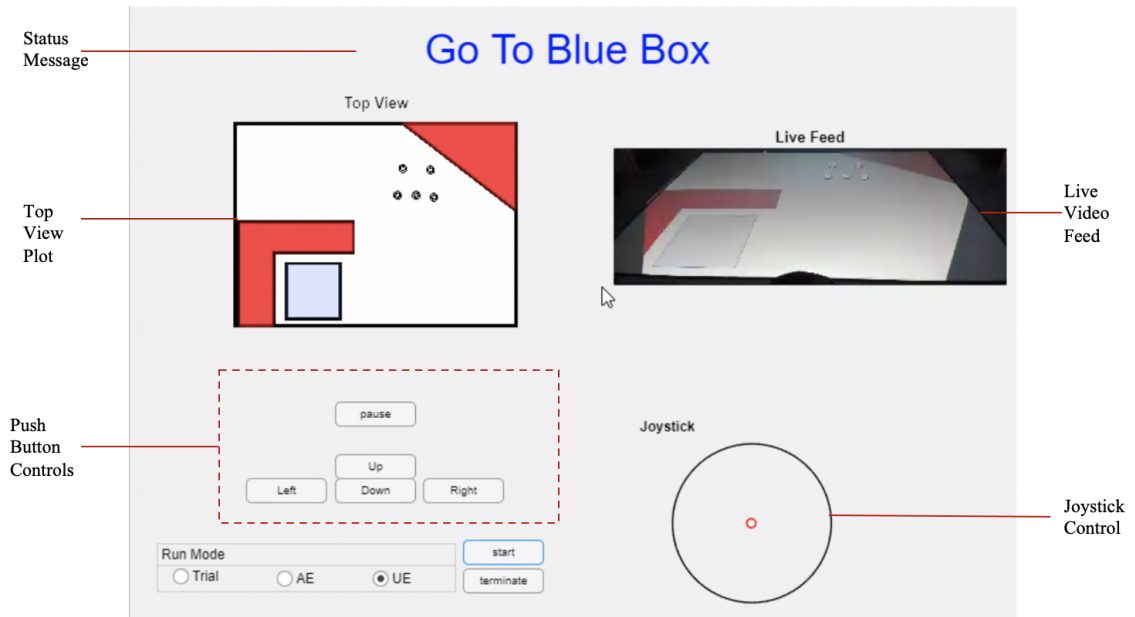 Status
Message
Go To Blue Box
Top View
Live Feed
Top
View
Plot
Live
Video
Feed
Push
Button
Controls
pause
Up
Left
Down
Right
Joystick
Joystick
Control
Run Mode
Trial
AE
UE
start
terminate